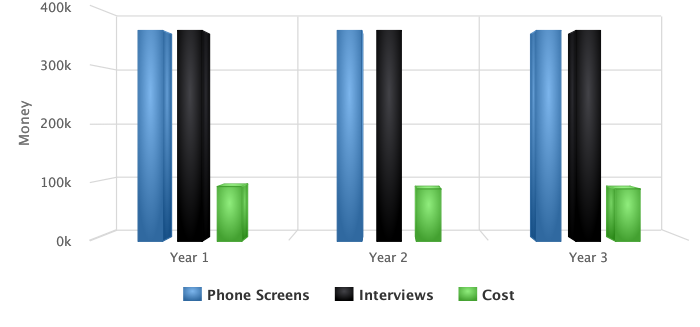 400k
300k
200k
100k
0k
Money
Year 1
Year 2
Year 3
Phone Screens
Interviews
Cost